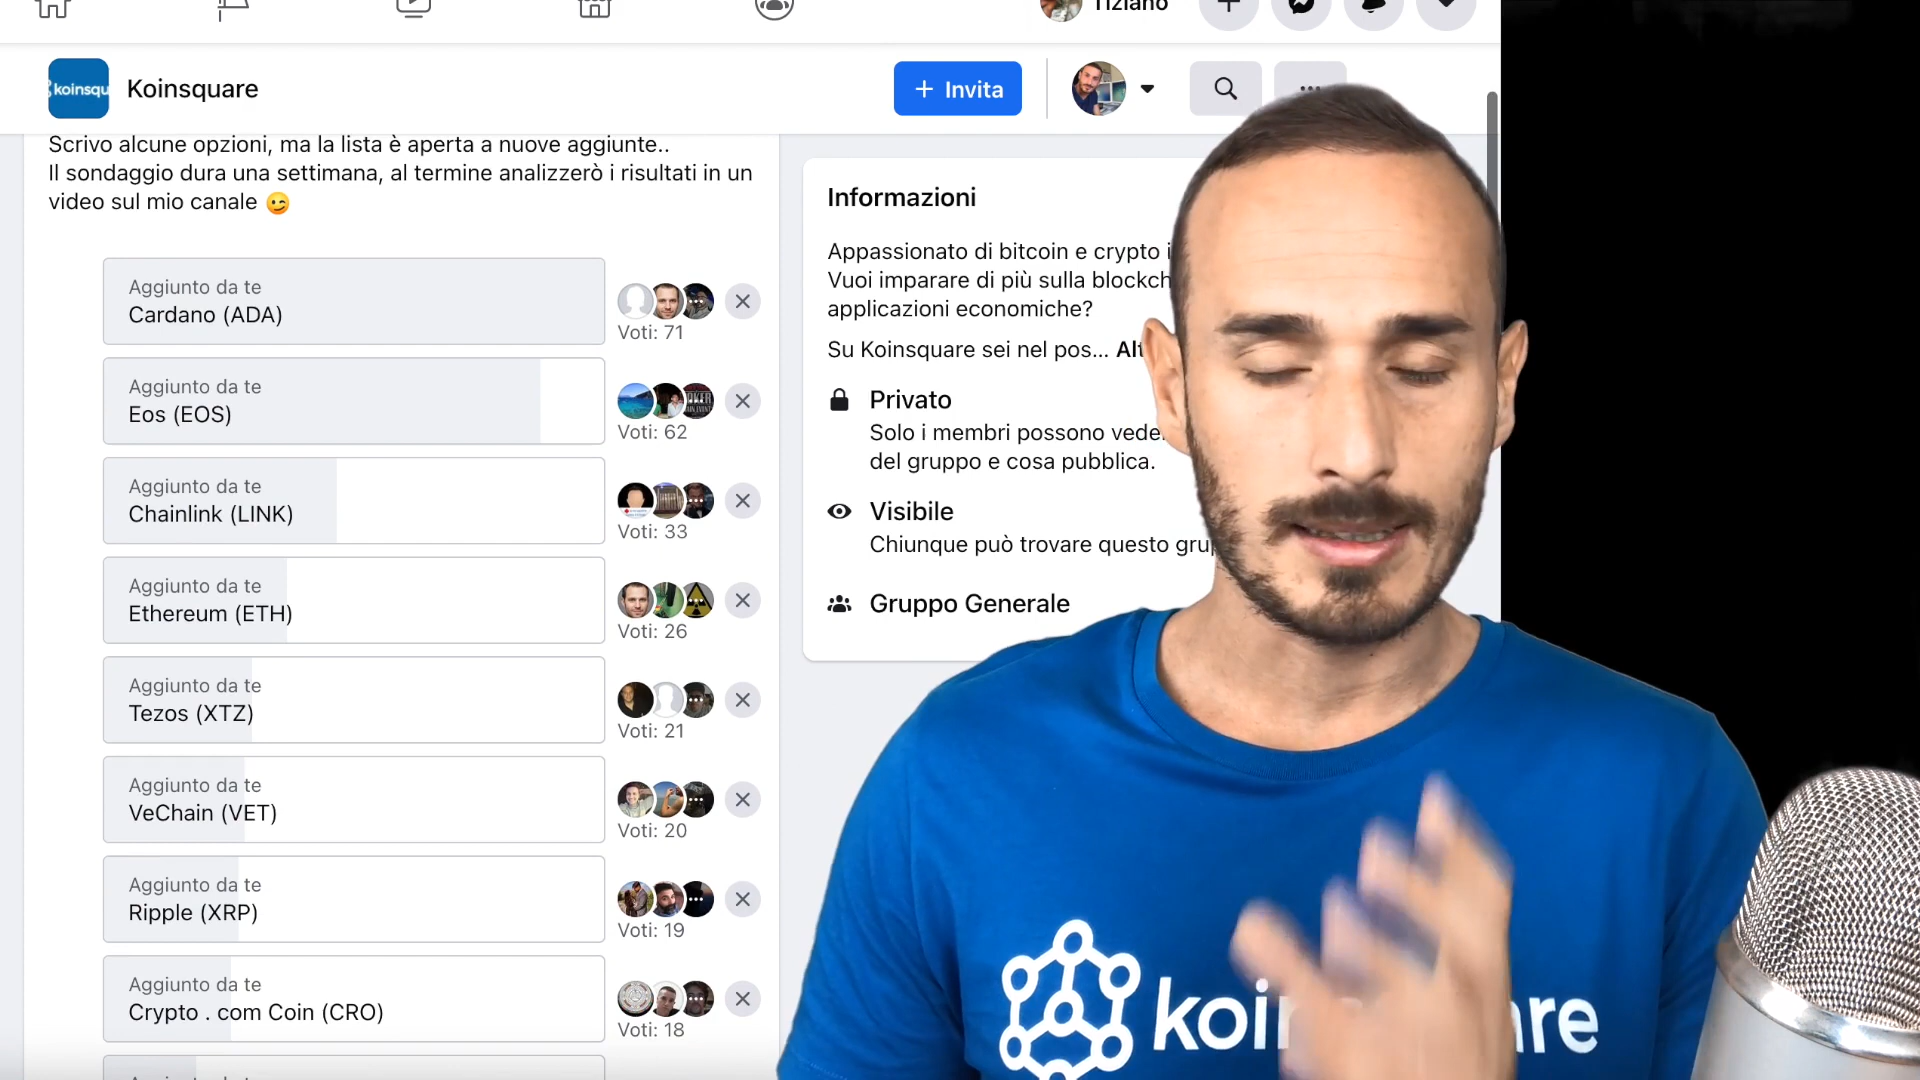 Tiziano
koinsqu
Koinsquare
+ Invita
Scrivo alcune opzioni, ma la lista è aperta a nuove aggiunte..
Il sondaggio dura una settimana, al termine analizzerò i risultati in un
video sul mio canale 😉
Aggiunto da te
Cardano (ADA)
Voti: 71
Aggiunto da te
Eos (EOS)
Voti: 62
Aggiunto da te
Chainlink (LINK)
Voti: 33
Aggiunto da te
Ethereum (ETH)
Voti: 26
Aggiunto da te
Tezos (XTZ)
Voti: 21
Aggiunto da te
VeChain (VET)
Voti: 20
Aggiunto da te
Ripple (XRP)
Voti: 19
Aggiunto da te
Crypto . com Coin (CRO)
Voti: 18
Informazioni
Appassionato di bitcoin e crypto
Vuoi imparare di più sulla blockch
applicazioni economiche?
Su Koinsquare sei nel pos... Alt
Privato
Solo i membri possono vede
del gruppo e cosa pubblica.
Visibile
Chiunque può trovare questo gru
Gruppo Generale
koin are